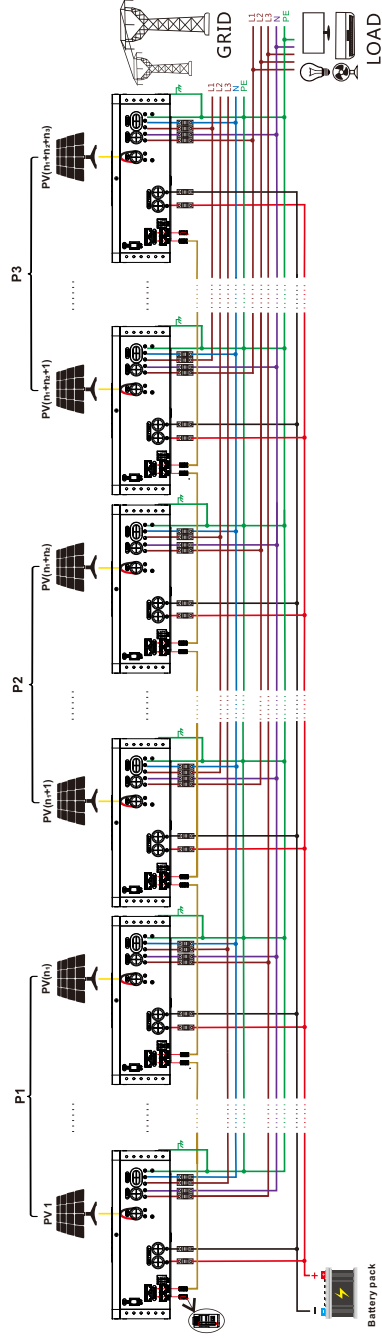 P1
P2
P3
PV 1
PV(n₁)
PV(n₁+1)
PV(n₁+n₂)
PV(n₁+n₂+1)
PV(n₁+n₂+n₃)
GRID
L1
L2
L3
N
PE
LOAD
L1
L2
L3
N
PE
+
−
Battery pack